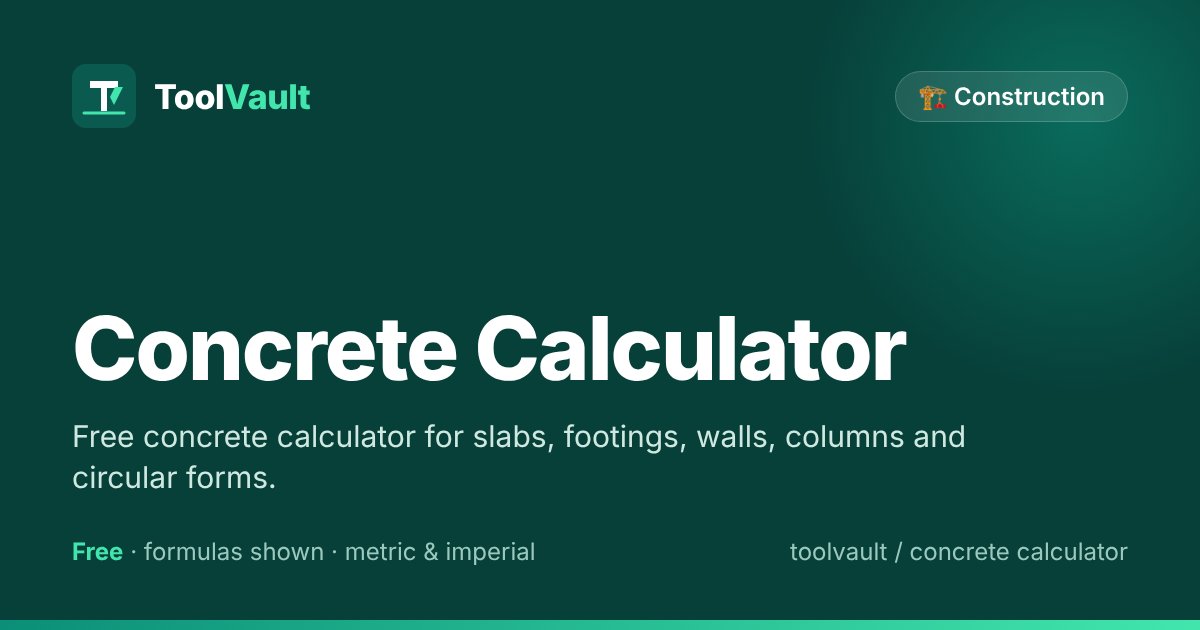 ToolVault
🏗️ Construction
Concrete Calculator
Free concrete calculator for slabs, footings, walls, columns and
circular forms.
Free · formulas shown · metric & imperial
toolvault / concrete calculator